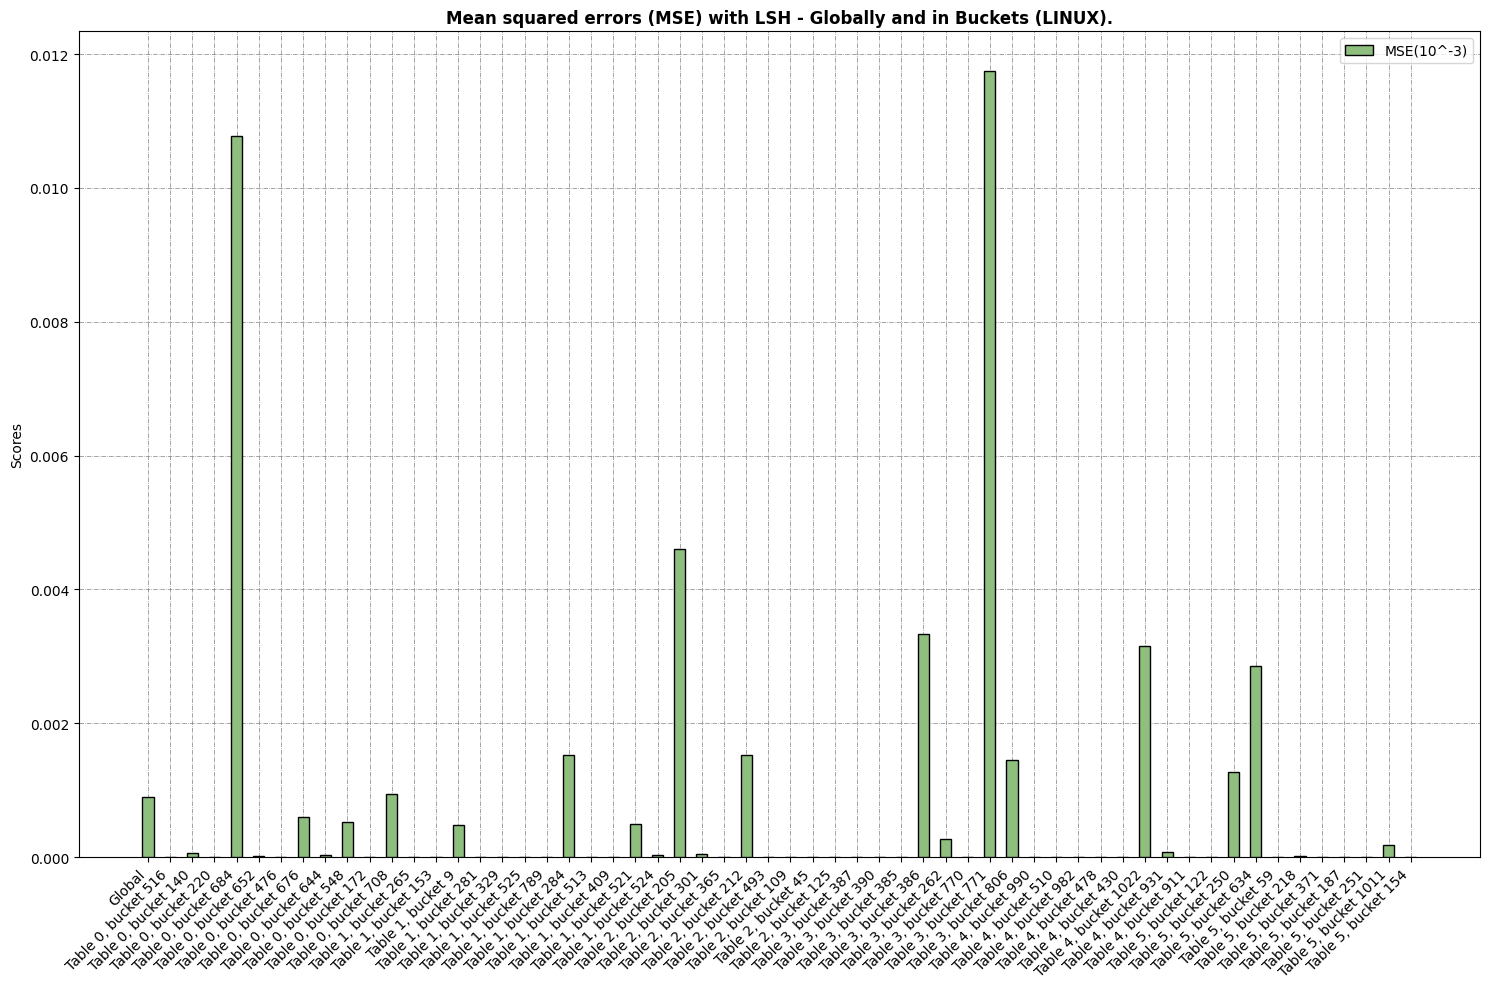 Mean squared errors (MSE) with LSH - Globally and in Buckets (LINUX).
MSE(10^-3)
Scores
0.012
0.010
0.008
0.006
0.004
0.002
0.000
Global
Table 0, bucket 516
Table 0, bucket 140
Table 0, bucket 220
Table 0, bucket 684
Table 0, bucket 652
Table 0, bucket 476
Table 0, bucket 676
Table 0, bucket 644
Table 0, bucket 548
Table 0, bucket 172
Table 0, bucket 708
Table 1, bucket 265
Table 1, bucket 153
Table 1, bucket 9
Table 1, bucket 281
Table 1, bucket 329
Table 1, bucket 525
Table 1, bucket 789
Table 1, bucket 284
Table 1, bucket 513
Table 1, bucket 409
Table 1, bucket 521
Table 1, bucket 524
Table 2, bucket 205
Table 2, bucket 301
Table 2, bucket 365
Table 2, bucket 212
Table 2, bucket 493
Table 2, bucket 109
Table 2, bucket 45
Table 2, bucket 125
Table 3, bucket 387
Table 3, bucket 390
Table 3, bucket 385
Table 3, bucket 386
Table 3, bucket 262
Table 3, bucket 770
Table 3, bucket 771
Table 3, bucket 806
Table 4, bucket 990
Table 4, bucket 510
Table 4, bucket 982
Table 4, bucket 478
Table 4, bucket 430
Table 4, bucket 1022
Table 4, bucket 931
Table 4, bucket 911
Table 5, bucket 122
Table 5, bucket 250
Table 5, bucket 634
Table 5, bucket 59
Table 5, bucket 218
Table 5, bucket 371
Table 5, bucket 187
Table 5, bucket 251
Table 5, bucket 1011
Table 5, bucket 154